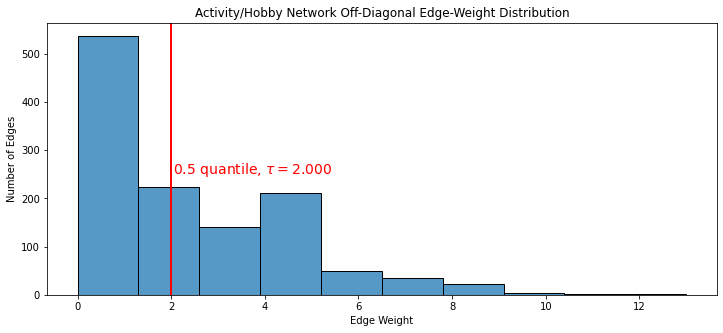 Activity/Hobby Network Off-Diagonal Edge-Weight Distribution
Number of Edges
500
400
300
200
100
0
0.5 quantile, τ = 2.000
0 2 4 6 8 10 12
Edge Weight